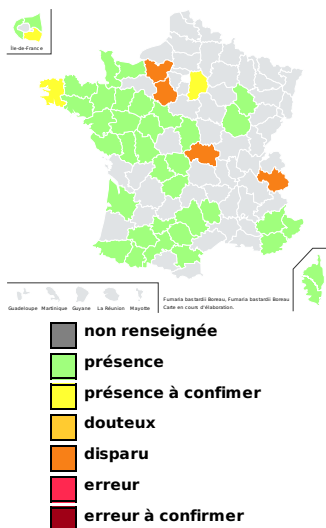 Île-de-France
Guadeloupe Martinique Guyane La Réunion Mayotte
Fumaria bastardii Boreau, Fumaria bastardii Boreau
Carte en cours d'élaboration.
non renseignée
présence
présence à confimer
douteux
disparu
erreur
erreur à confirmer